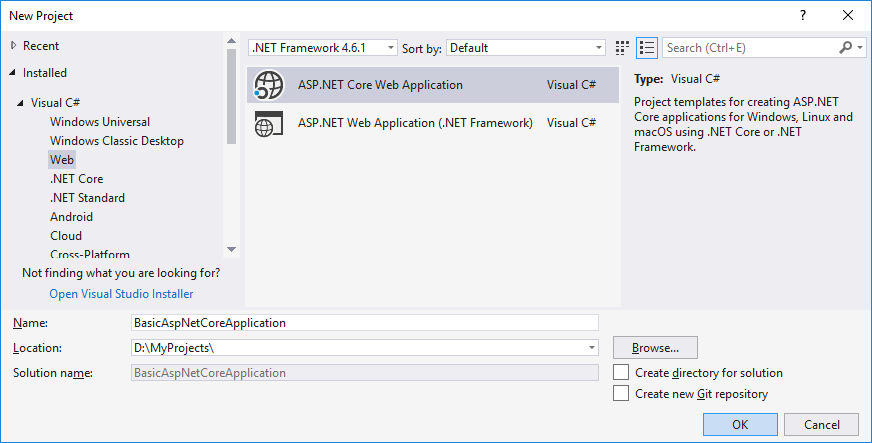 New Project
Recent
Installed
Visual C#
Windows Universal
Windows Classic Desktop
Web
.NET Core
.NET Standard
Android
Cloud
Cross-Platform
Not finding what you are looking for?
Open Visual Studio Installer
.NET Framework 4.6.1 Sort by: Default
ASP.NET Core Web Application Visual C#
ASP.NET Web Application (.NET Framework) Visual C#
Search (Ctrl+E)
Type: Visual C#
Project templates for creating ASP.NET
Core applications for Windows, Linux and
macOS using .NET Core or .NET
Framework.
Name: BasicAspNetCoreApplication
Location: D:\MyProjects\ Browse...
Solution name: BasicAspNetCoreApplication
Create directory for solution
Create new Git repository
OK Cancel